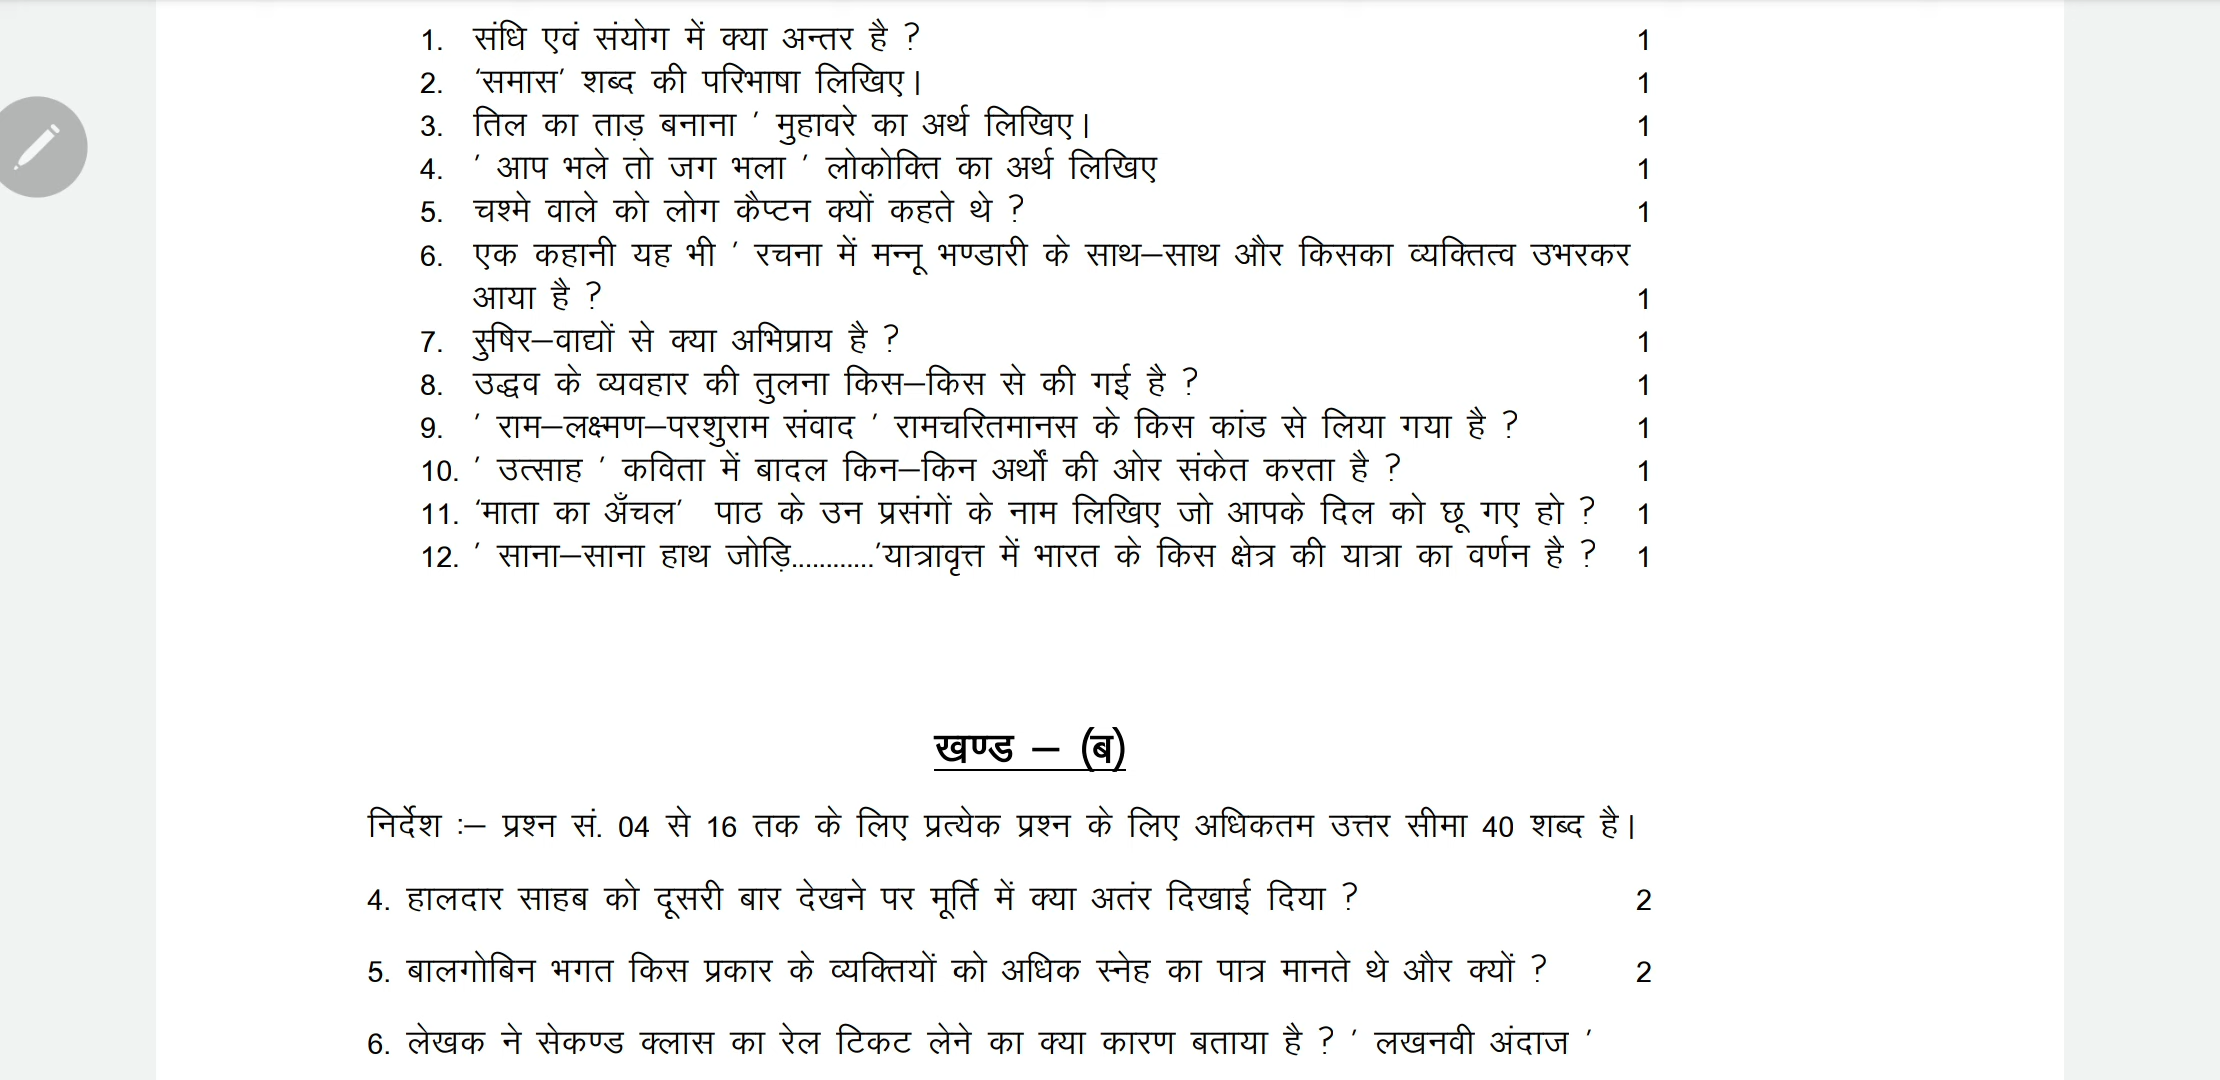 1. संधि एवं संयोग में क्या अन्तर है ? 1
2. ‘समास’ शब्द की परिभाषा लिखिए। 1
3. तिल का ताड़ बनाना ’ मुहावरे का अर्थ लिखिए। 1
4. ’ आप भले तो जग भला ’ लोकोक्ति का अर्थ लिखिए 1
5. चश्मे वाले को लोग कैप्टन क्यों कहते थे ? 1
6. एक कहानी यह भी ’ रचना में मन्नू भण्डारी के साथ–साथ और किसका व्यक्तित्व उभरकर
आया है ? 1
7. सुषिर–वाद्यों से क्या अभिप्राय है ? 1
8. उद्धव के व्यवहार की तुलना किस–किस से की गई है ? 1
9. ’ राम–लक्ष्मण–परशुराम संवाद ’ रामचरितमानस के किस कांड से लिया गया है ? 1
10. ’ उत्साह ’ कविता में बादल किन–किन अर्थों की ओर संकेत करता है ? 1
11. ‘माता का अँचल’ पाठ के उन प्रसंगों के नाम लिखिए जो आपके दिल को छू गए हो ? 1
12. ’ साना–साना हाथ जोड़ि............’यात्रावृत्त में भारत के किस क्षेत्र की यात्रा का वर्णन है ? 1
खण्ड – (ब)
निर्देश :– प्रश्न सं. 04 से 16 तक के लिए प्रत्येक प्रश्न के लिए अधिकतम उत्तर सीमा 40 शब्द है।
4. हालदार साहब को दूसरी बार देखने पर मूर्ति में क्या अतंर दिखाई दिया ? 2
5. बालगोबिन भगत किस प्रकार के व्यक्तियों को अधिक स्नेह का पात्र मानते थे और क्यों ? 2
6. लेखक ने सेकण्ड क्लास का रेल टिकट लेने का क्या कारण बताया है ? ’ लखनवी अंदाज ’